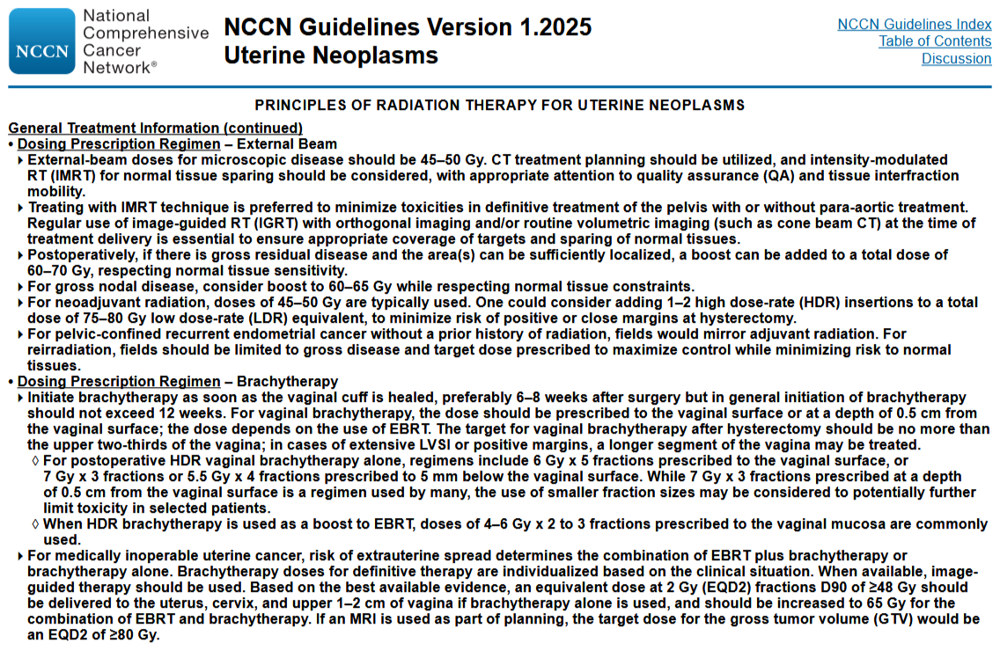 NCCN
National
Comprehensive
Cancer
Network®
NCCN Guidelines Version 1.2025
Uterine Neoplasms
NCCN Guidelines Index
Table of Contents
Discussion
PRINCIPLES OF RADIATION THERAPY FOR UTERINE NEOPLASMS
General Treatment Information (continued)
• Dosing Prescription Regimen – External Beam
▸ External-beam doses for microscopic disease should be 45–50 Gy. CT treatment planning should be utilized, and intensity-modulated
RT (IMRT) for normal tissue sparing should be considered, with appropriate attention to quality assurance (QA) and tissue interfraction
mobility.
▸ Treating with IMRT technique is preferred to minimize toxicities in definitive treatment of the pelvis with or without para-aortic treatment.
Regular use of image-guided RT (IGRT) with orthogonal imaging and/or routine volumetric imaging (such as cone beam CT) at the time of
treatment delivery is essential to ensure appropriate coverage of targets and sparing of normal tissues.
▸ Postoperatively, if there is gross residual disease and the area(s) can be sufficiently localized, a boost can be added to a total dose of
60–70 Gy, respecting normal tissue sensitivity.
▸ For gross nodal disease, consider boost to 60–65 Gy while respecting normal tissue constraints.
▸ For neoadjuvant radiation, doses of 45–50 Gy are typically used. One could consider adding 1–2 high dose-rate (HDR) insertions to a total
dose of 75–80 Gy low dose-rate (LDR) equivalent, to minimize risk of positive or close margins at hysterectomy.
▸ For pelvic-confined recurrent endometrial cancer without a prior history of radiation, fields would mirror adjuvant radiation. For
reirradiation, fields should be limited to gross disease and target dose prescribed to maximize control while minimizing risk to normal
tissues.
• Dosing Prescription Regimen – Brachytherapy
▸ Initiate brachytherapy as soon as the vaginal cuff is healed, preferably 6–8 weeks after surgery but in general initiation of brachytherapy
should not exceed 12 weeks. For vaginal brachytherapy, the dose should be prescribed to the vaginal surface or at a depth of 0.5 cm from
the vaginal surface; the dose depends on the use of EBRT. The target for vaginal brachytherapy after hysterectomy should be no more than
the upper two-thirds of the vagina; in cases of extensive LVSI or positive margins, a longer segment of the vagina may be treated.
◊ For postoperative HDR vaginal brachytherapy alone, regimens include 6 Gy x 5 fractions prescribed to the vaginal surface, or
7 Gy x 3 fractions or 5.5 Gy x 4 fractions prescribed to 5 mm below the vaginal surface. While 7 Gy x 3 fractions prescribed at a depth
of 0.5 cm from the vaginal surface is a regimen used by many, the use of smaller fraction sizes may be considered to potentially further
limit toxicity in selected patients.
◊ When HDR brachytherapy is used as a boost to EBRT, doses of 4–6 Gy x 2 to 3 fractions prescribed to the vaginal mucosa are commonly
used.
▸ For medically inoperable uterine cancer, risk of extrauterine spread determines the combination of EBRT plus brachytherapy or
brachytherapy alone. Brachytherapy doses for definitive therapy are individualized based on the clinical situation. When available, image-
guided therapy should be used. Based on the best available evidence, an equivalent dose at 2 Gy (EQD2) fractions D90 of ≥48 Gy should
be delivered to the uterus, cervix, and upper 1–2 cm of vagina if brachytherapy alone is used, and should be increased to 65 Gy for the
combination of EBRT and brachytherapy. If an MRI is used as part of planning, the target dose for the gross tumor volume (GTV) would be
an EQD2 of ≥80 Gy.